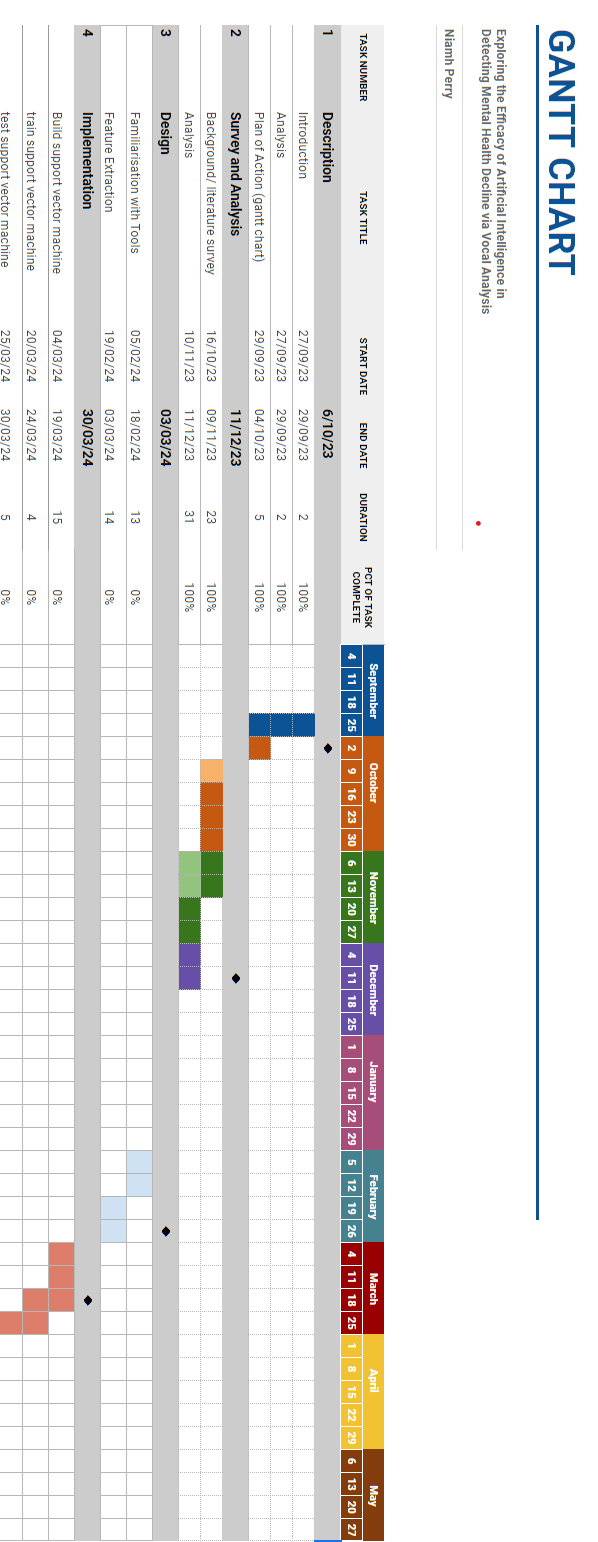 GANTT CHART
Exploring the Efficacy of Artificial Intelligence in
Detecting Mental Health Decline via Vocal Analysis
Niamh Perry
TASK NUMBER TASK TITLE START DATE END DATE DURATION PCT OF TASK COMPLETE
September October November December January February March April May
4 11 18 25 2 9 16 23 30 6 13 20 27 4 11 18 25 1 8 15 22 29 5 12 19 26 4 11 18 25 1 8 15 22 29 6 13 20 27
1 Description 6/10/23
Introduction 27/09/23 29/09/23 2 100%
Analysis 27/09/23 29/09/23 2 100%
Plan of Action (gantt chart) 29/09/23 04/10/23 5 100%
2 Survey and Analysis 11/12/23
Background/ literature survey 16/10/23 09/11/23 23 100%
Analysis 10/11/23 11/12/23 31 100%
3 Design 03/03/24
Familiarisation with Tools 05/02/24 18/02/24 13 0%
Feature Extraction 19/02/24 03/03/24 14 0%
4 Implementation 30/03/24
Build support vector machine 04/03/24 19/03/24 15 0%
train support vector machine 20/03/24 24/03/24 4 0%
test support vector machine 25/03/24 30/03/24 5 0%